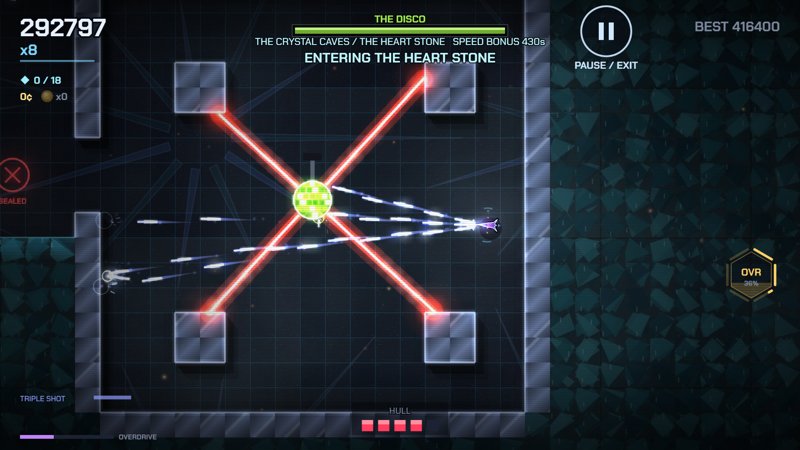 292797
x8
0 / 18
0¢ x0
THE DISCO
THE CRYSTAL CAVES / THE HEART STONE SPEED BONUS 430s
ENTERING THE HEART STONE
PAUSE / EXIT
BEST 416400
SEALED
OVR
36%
TRIPLE SHOT
OVERDRIVE
HULL